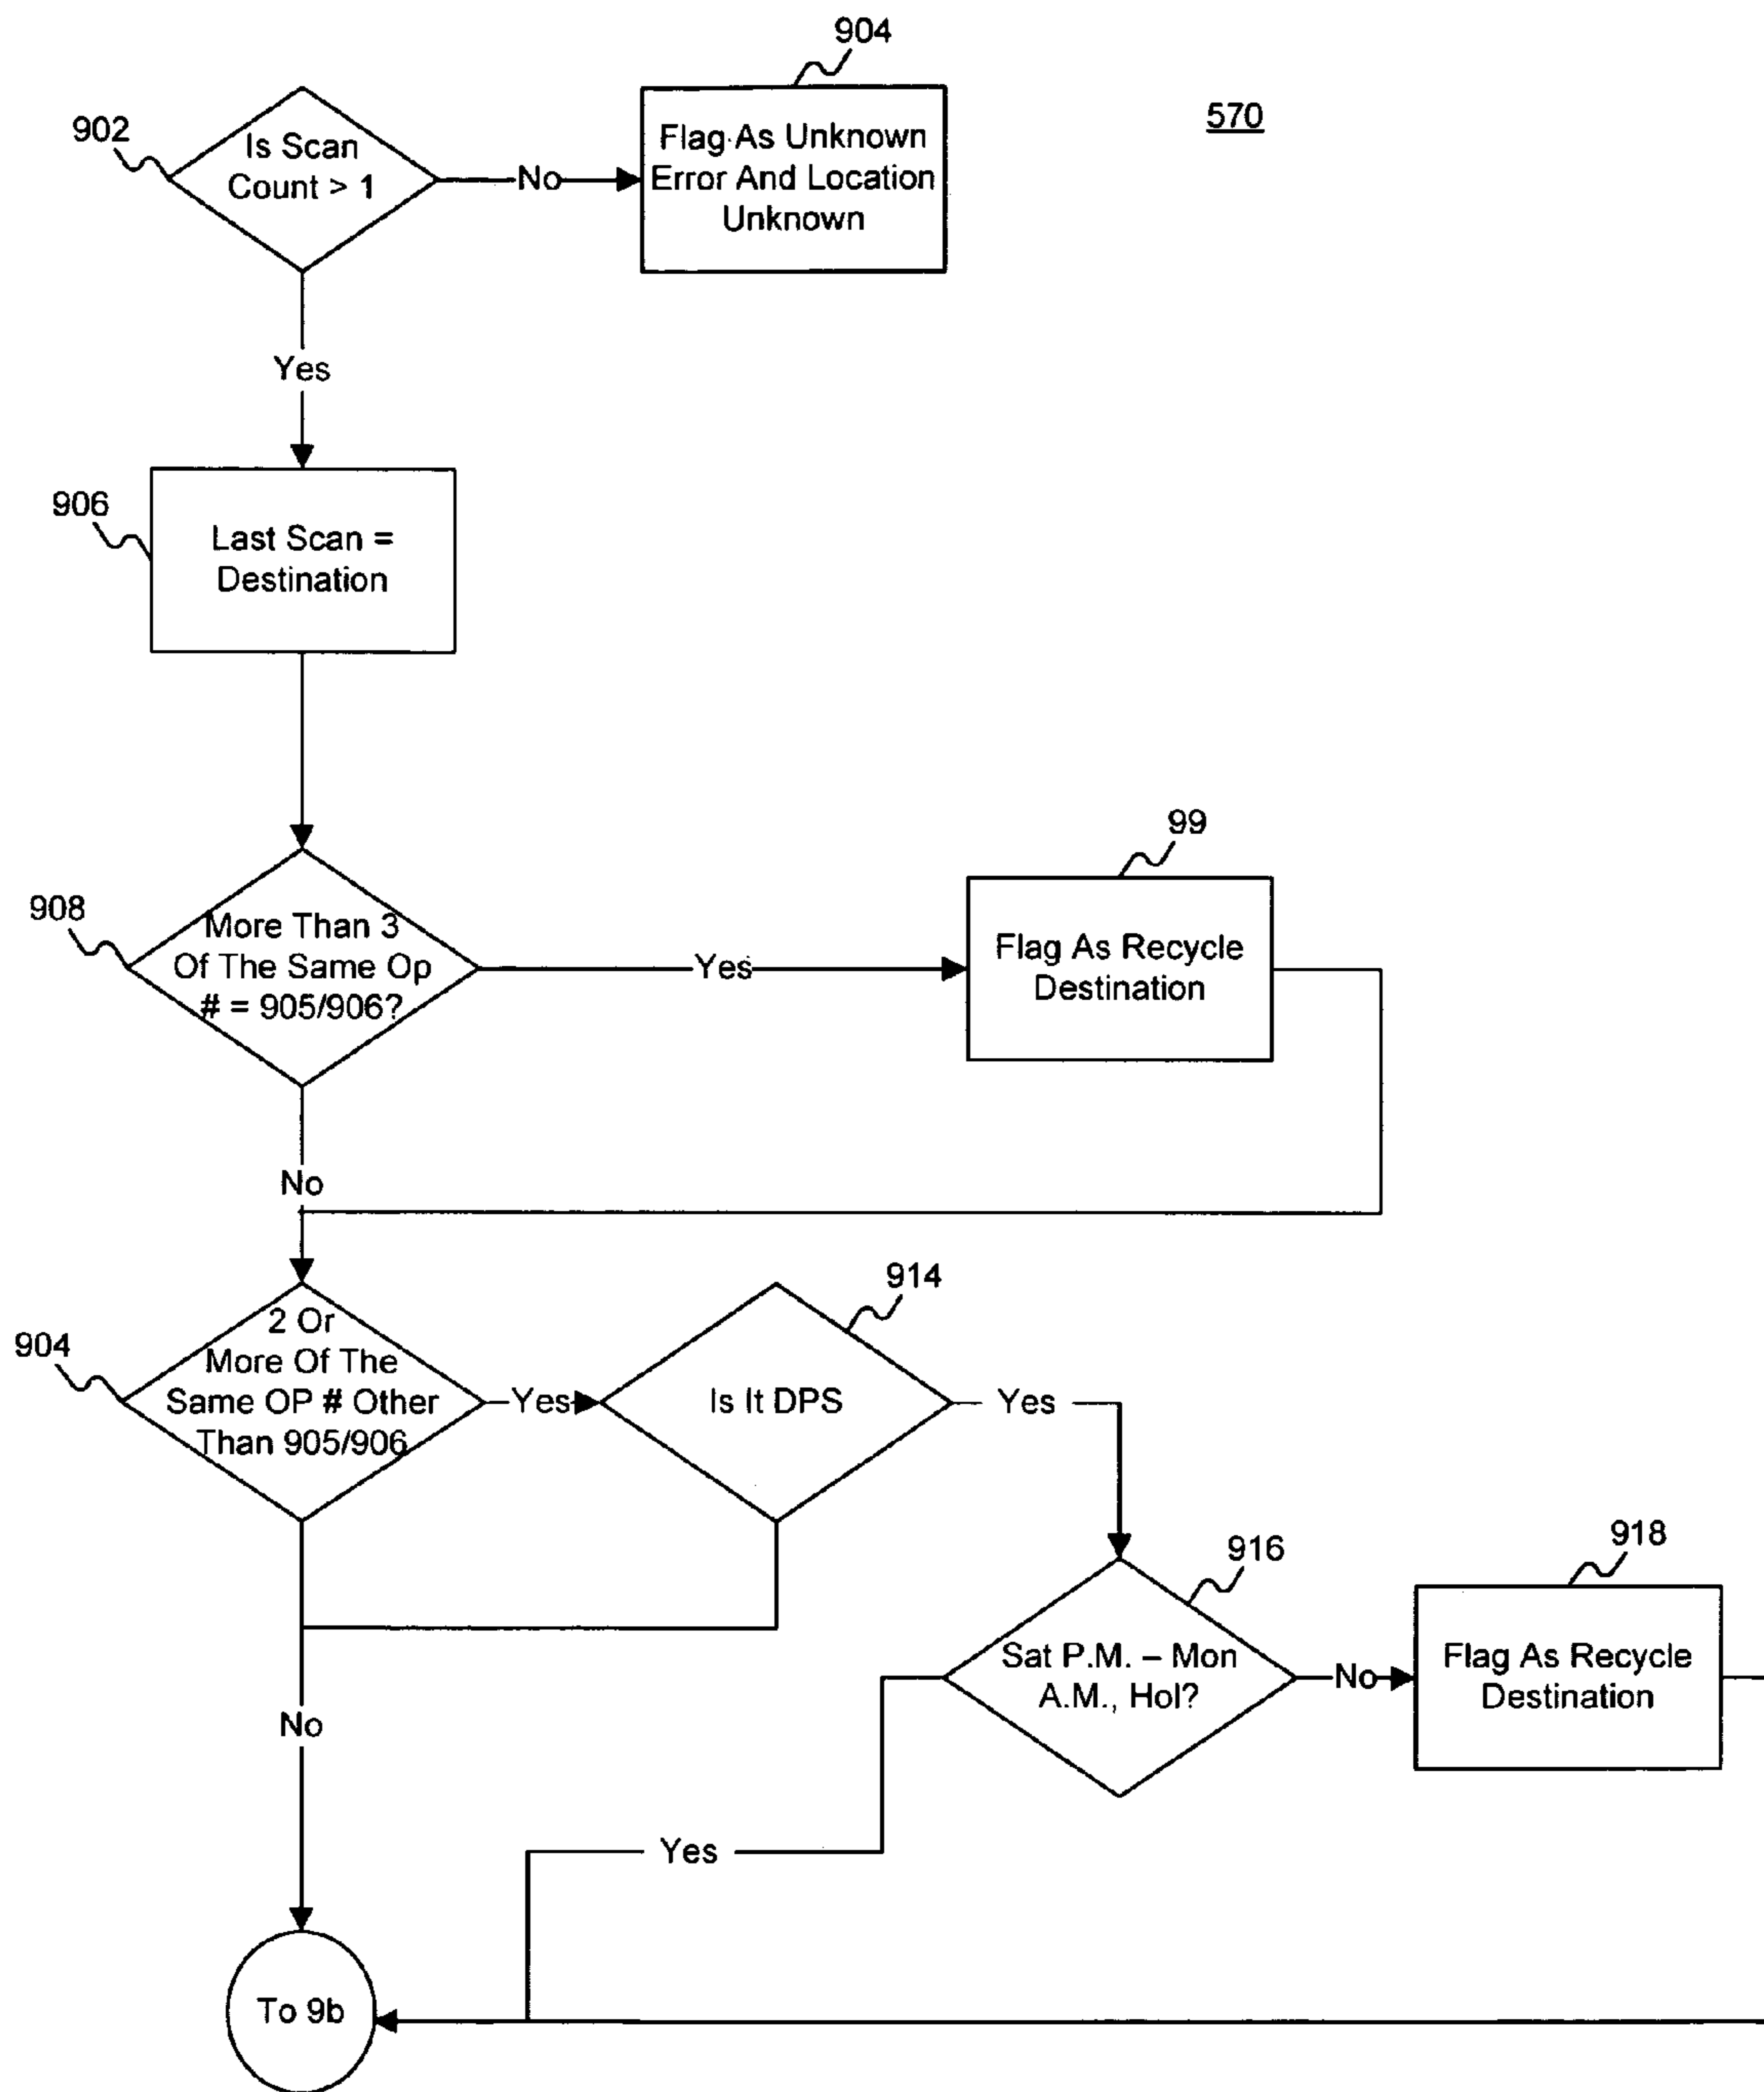 904
570
902
Is Scan
Count > 1
No
Flag As Unknown
Error And Location
Unknown
Yes
906
Last Scan =
Destination
99
908
More Than 3
Of The Same Op
# = 905/906?
Yes
Flag As Recycle
Destination
No
914
904
2 Or
More Of The
Same OP # Other
Than 905/906
Yes
Is It DPS
Yes
916
918
Sat P.M. – Mon
A.M., Hol?
No
Flag As Recycle
Destination
No
Yes
To 9b